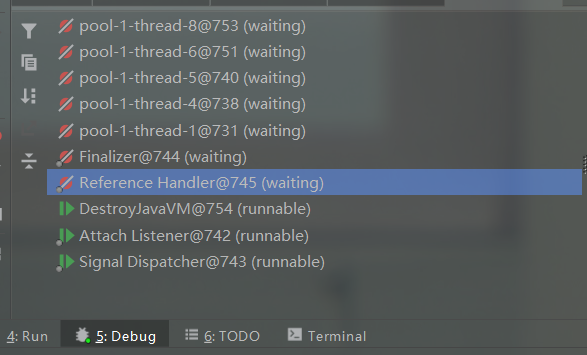 pool-1-thread-8@753 (waiting)
pool-1-thread-6@751 (waiting)
pool-1-thread-5@740 (waiting)
pool-1-thread-4@738 (waiting)
pool-1-thread-1@731 (waiting)
Finalizer@744 (waiting)
Reference Handler@745 (waiting)
DestroyJavaVM@754 (runnable)
Attach Listener@742 (runnable)
Signal Dispatcher@743 (runnable)
4: Run 5: Debug 6: TODO Terminal